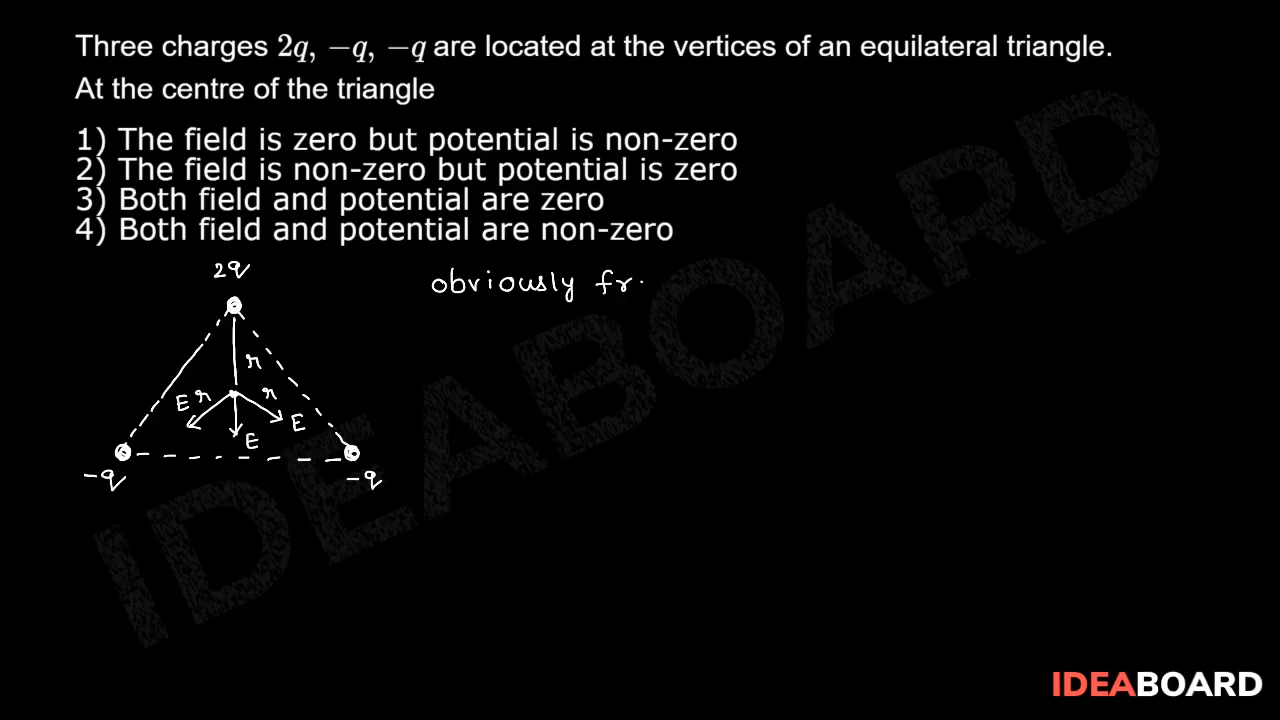 Three charges 2q, −q, −q are located at the vertices of an equilateral triangle.
At the centre of the triangle
1) The field is zero but potential is non-zero
2) The field is non-zero but potential is zero
3) Both field and potential are zero
4) Both field and potential are non-zero
2q
obviously fr
r
E r
r
E
E
-q
-q
IDEABOARD
IDEABOARD